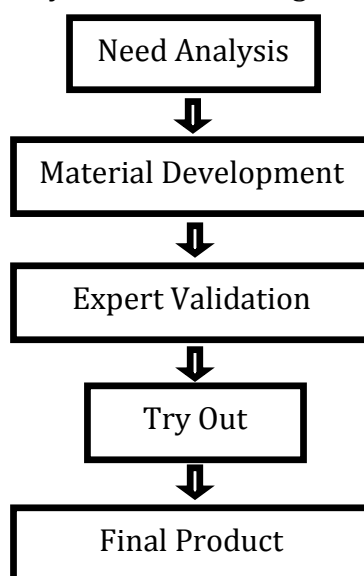 Need Analysis
Material Development
Expert Validation
Try Out
Final Product